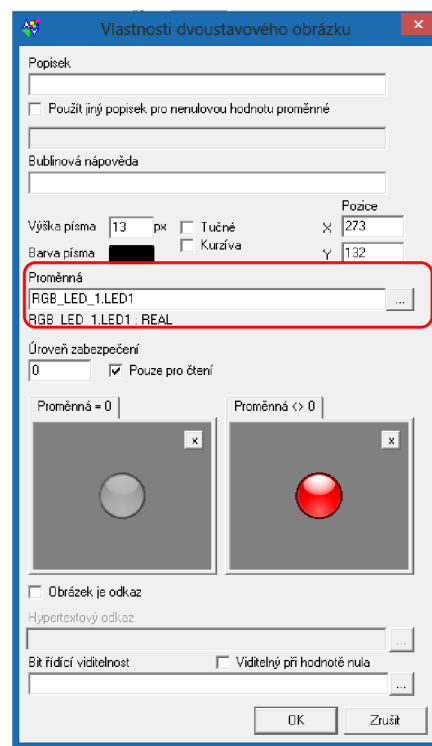 Vlastnosti dvoustavového obrázku
x
Popisek
Použít jiný popisek pro nenulovou hodnotu proměnné
Bublinová nápověda
Pozice
Výška písma 13 px Tučné X 273
Barva písma Kurzíva Y 132
Proměnná
RGB_LED_1.LED1 ...
RGB_LED_1.LED1 : REAL
Úroveň zabezpečení
0 Pouze pro čtení
Proměnná = 0 Proměnná <> 0
x x
Obrázek je odkaz
Hypertextový odkaz
...
Bit řídící viditelnost Viditelný při hodnotě nula
...
OK Zrušit